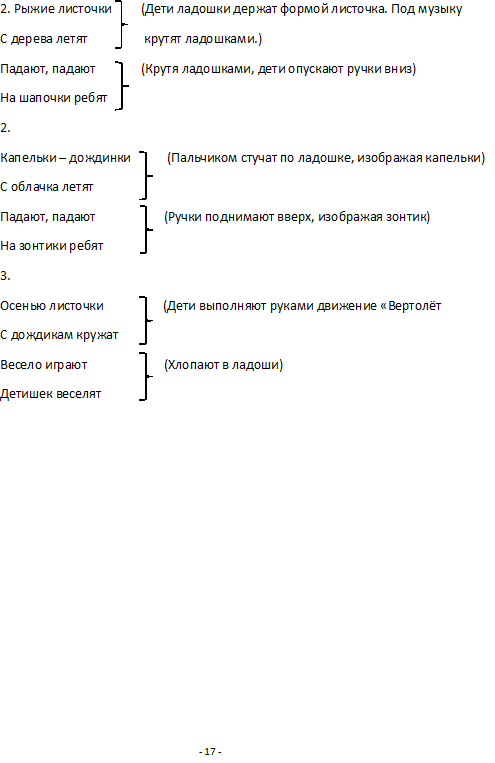 2. Рыжие листочки (Дети ладошки держат формой листочка. Под музыку
С дерева летят крутят ладошками.)
Падают, падают (Крутя ладошками, дети опускают ручки вниз)
На шапочки ребят
2.
Капельки – дождинки (Пальчиком стучат по ладошке, изображая капельки)
С облачка летят
Падают, падают (Ручки поднимают вверх, изображая зонтик)
На зонтики ребят
3.
Осенью листочки (Дети выполняют руками движение «Вертолёт
С дождикам кружат
Весело играют (Хлопают в ладоши)
Детишек веселят
- 17 -